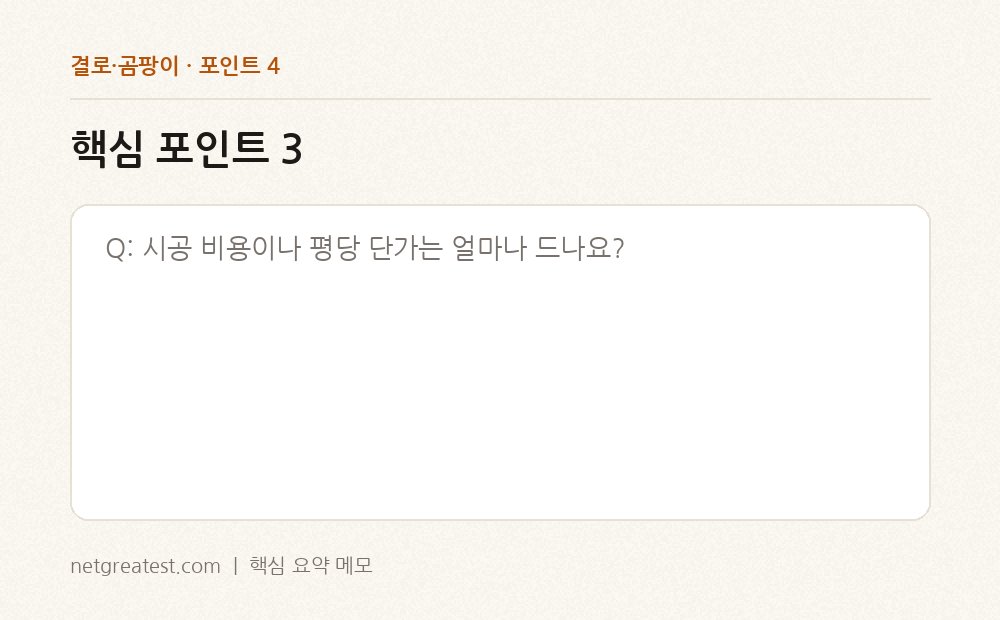 결로·곰팡이 · 포인트 4
핵심 포인트 3
Q: 시공 비용이나 평당 단가는 얼마나 드나요?
netgreatest.com | 핵심 요약 메모